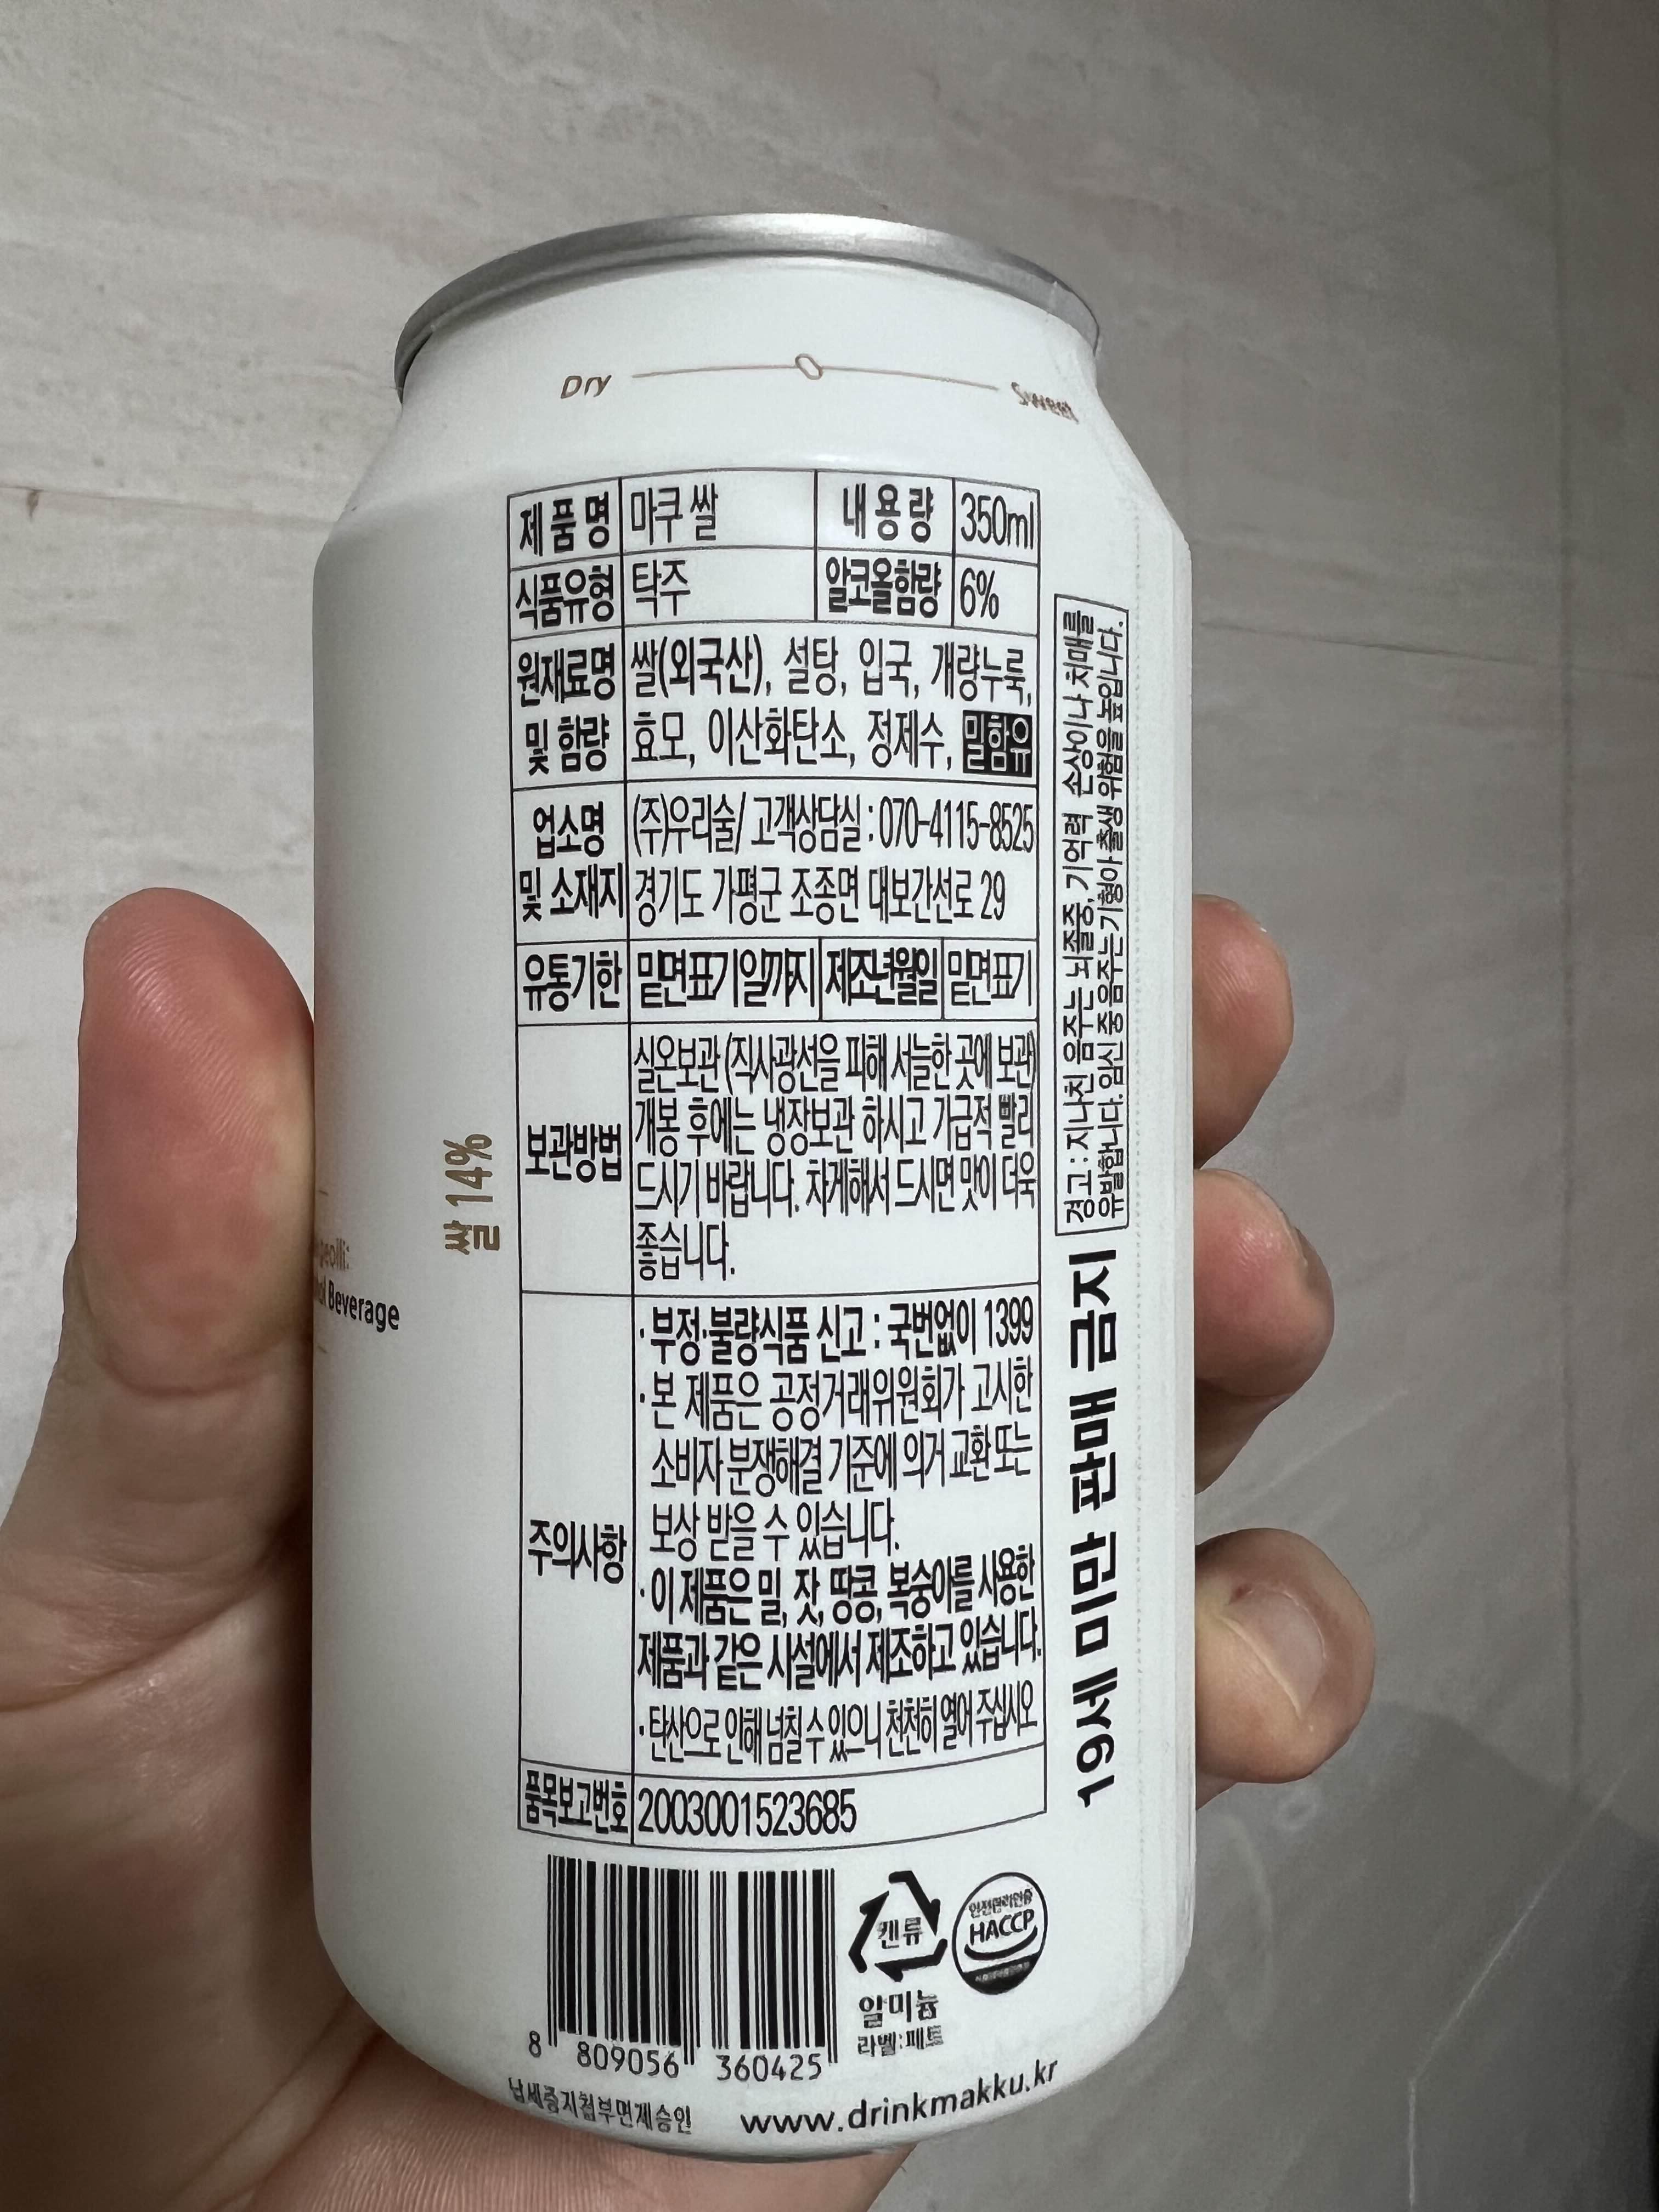 Dry
Sweet
제품명 마쿠 쌀 내용량 350ml
식품유형 탁주 알코올함량 6%
원재료명 및 함량
쌀(외국산), 설탕, 입국, 개량누룩,
효모, 이산화탄소, 정제수, 밀함유
업소명 및 소재지
(주)우리술/ 고객상담실 : 070-4115-8525
경기도 가평군 조종면 대보간선로 29
유통기한 밑면표기일까지 제조년월일 밑면표기
보관방법
실온보관 (직사광선을 피해 서늘한 곳에 보관)
개봉 후에는 냉장보관 하시고 가급적 빨리
드시기 바랍니다. 차게해서 드시면 맛이 더욱
좋습니다.
주의사항
· 부정·불량식품 신고 : 국번없이 1399
· 본 제품은 공정거래위원회가 고시한
소비자 분쟁해결 기준에 의거 교환 또는
보상 받을 수 있습니다.
· 이 제품은 밀, 잣, 땅콩, 복숭아를 사용한
제품과 같은 시설에서 제조하고 있습니다.
· 탄산으로 인해 넘칠 수 있으니 천천히 열어 주십시오
품목보고번호 2003001523685
쌀 14%
Beverage
경고 : 지나친 음주는 뇌졸중, 기억력 손상이나 치매를
유발합니다. 임신 중 음주는 기형아 출생 위험을 높입니다.
19세 미만 판매 금지
8 809056 360425
캔류
알미늄
라벨:페트
안전관리인증
HACCP
납세증지첩부면제승인
www.drinkmakku.kr